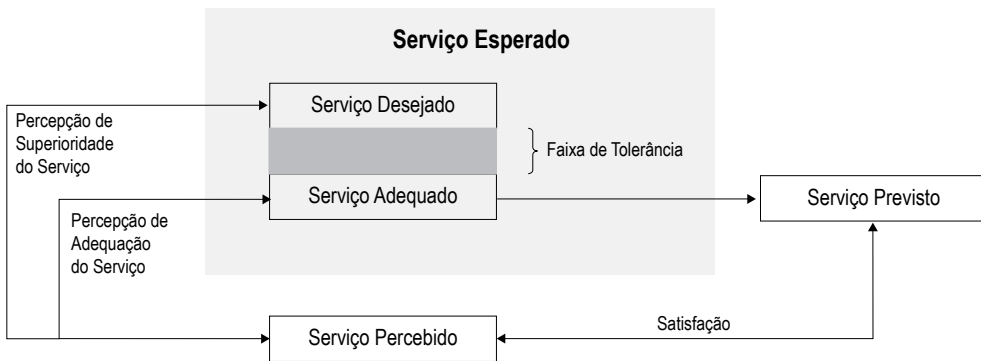 Serviço Esperado
Serviço Desejado
Percepção de
Superioridade
do Serviço
Faixa de Tolerância
Serviço Adequado
Serviço Previsto
Percepção de
Adequação
do Serviço
Serviço Percebido
Satisfação